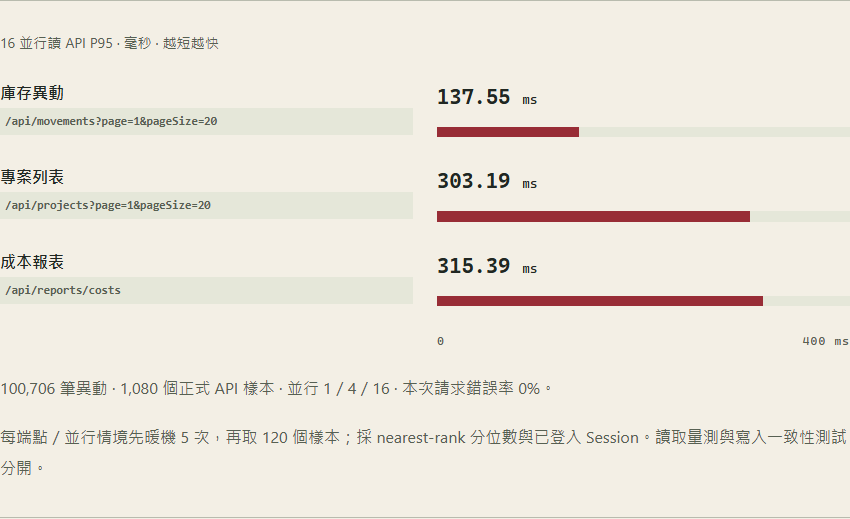 16 並行讀 API P95 · 毫秒 · 越短越快
庫存異動
/api/movements?page=1&pageSize=20
137.55 ms
專案列表
/api/projects?page=1&pageSize=20
303.19 ms
成本報表
/api/reports/costs
315.39 ms
0
400 ms
100,706 筆異動 · 1,080 個正式 API 樣本 · 並行 1 / 4 / 16 · 本次請求錯誤率 0%。
每端點 / 並行情境先暖機 5 次，再取 120 個樣本；採 nearest-rank 分位數與已登入 Session。讀取量測與寫入一致性測試
分開。